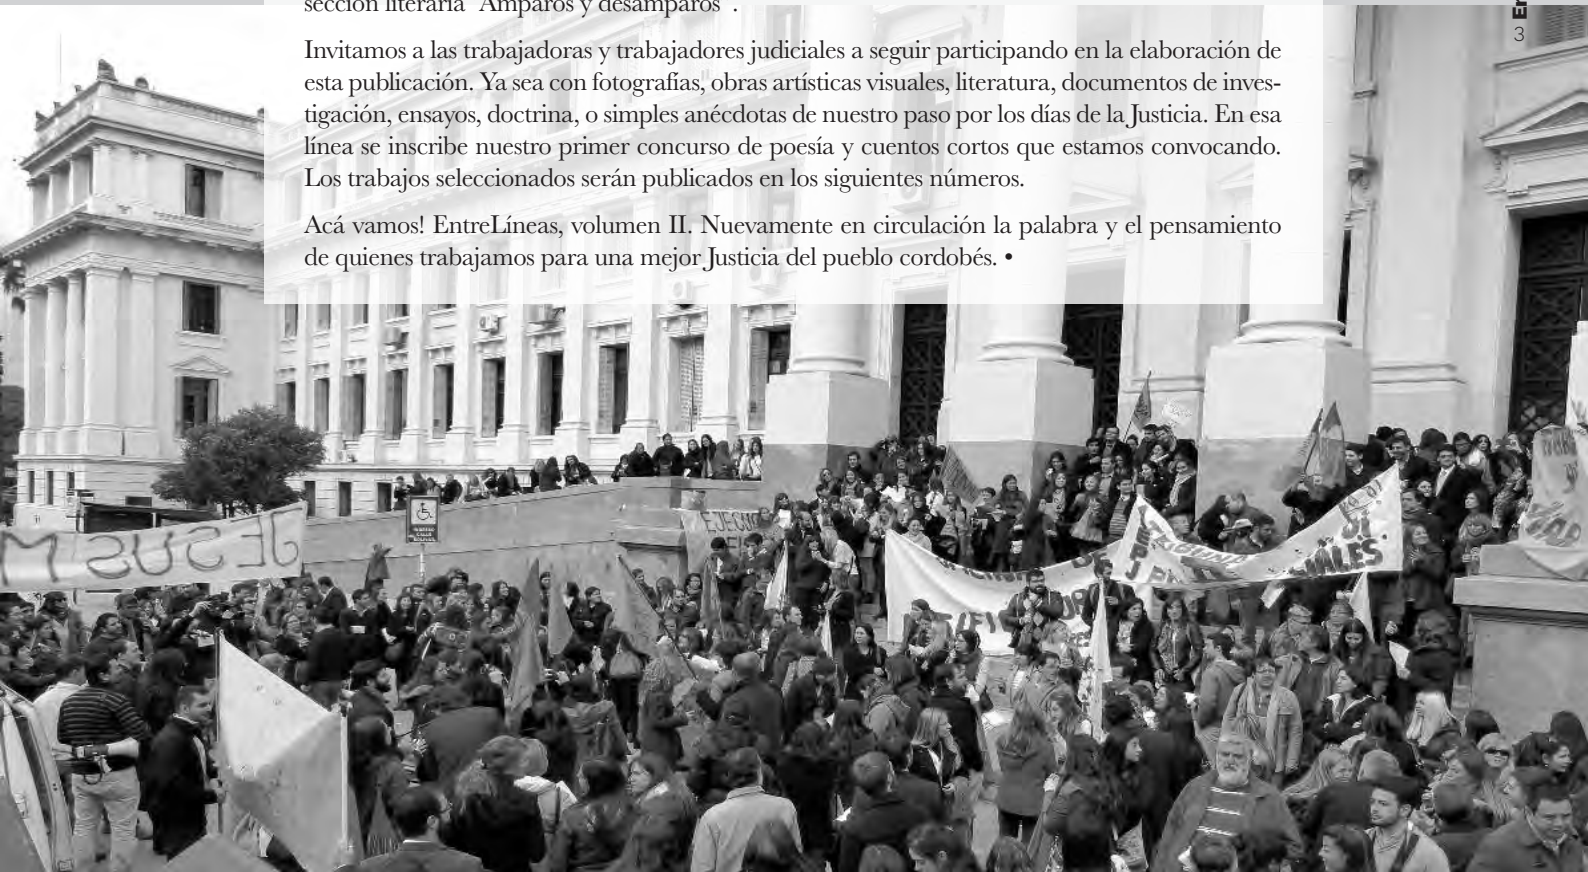 sección literaria "Amparos y desamparos".
Invitamos a las trabajadoras y trabajadores judiciales a seguir participando en la elaboración de
esta publicación. Ya sea con fotografías, obras artísticas visuales, literatura, documentos de inves-
tigación, ensayos, doctrina, o simples anécdotas de nuestro paso por los días de la Justicia. En esa
línea se inscribe nuestro primer concurso de poesía y cuentos cortos que estamos convocando.
Los trabajos seleccionados serán publicados en los siguientes números.
Acá vamos! EntreLíneas, volumen II. Nuevamente en circulación la palabra y el pensamiento
de quienes trabajamos para una mejor Justicia del pueblo cordobés. •
3
JESUS M